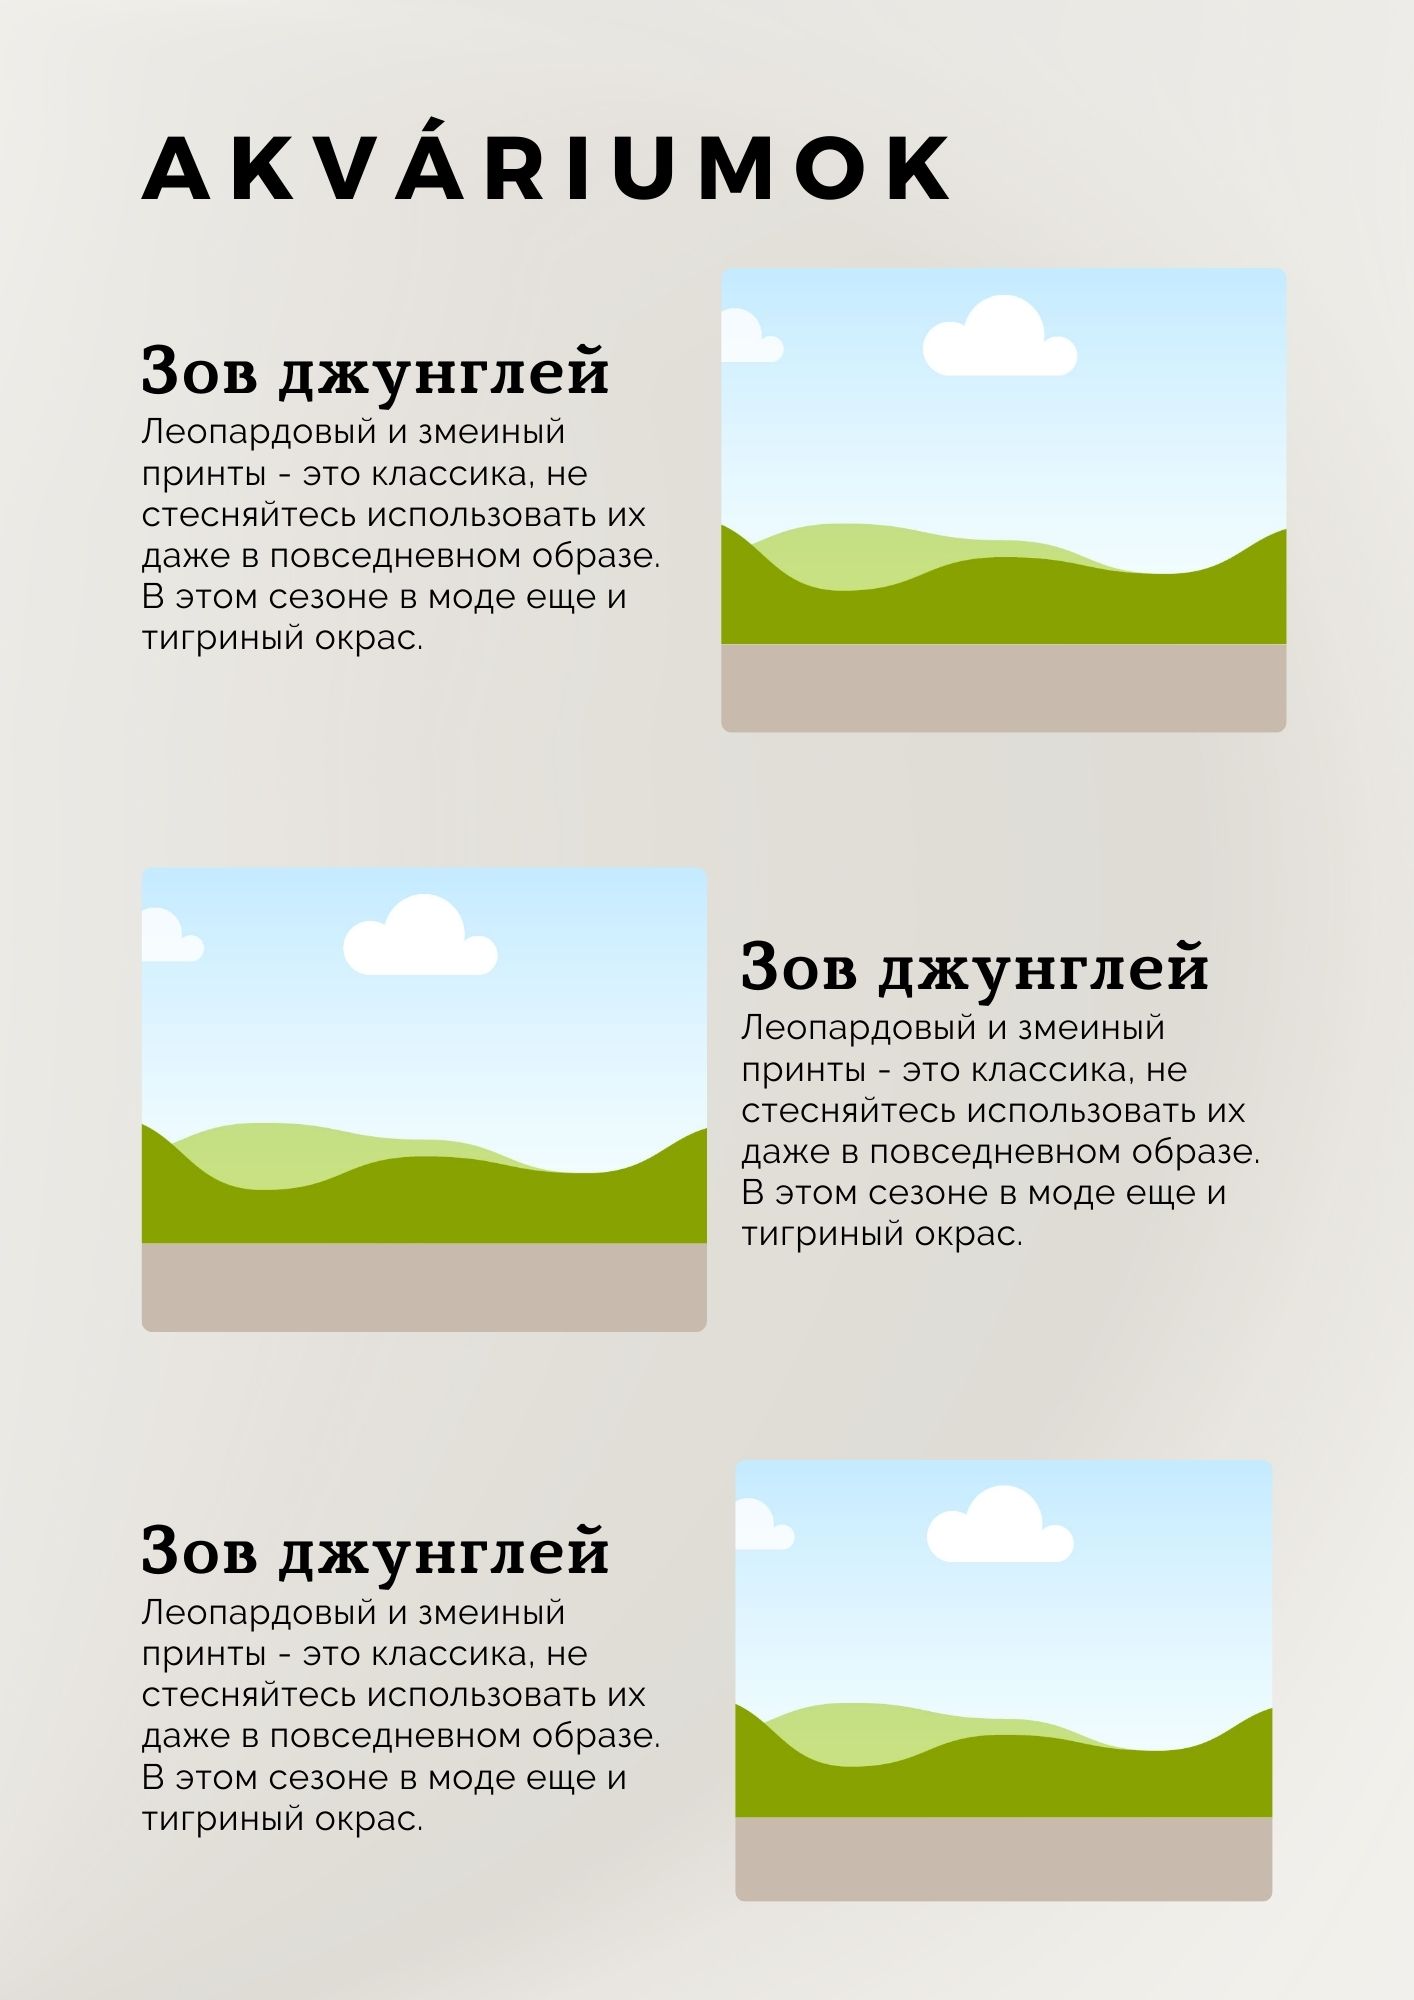 AKVÁRIUMOK
Зов джунглей
Леопардовый и змеиный
принты - это классика, не
стесняйтесь использовать их
даже в повседневном образе.
В этом сезоне в моде еще и
тигриный окрас.
Зов джунглей
Леопардовый и змеиный
принты - это классика, не
стесняйтесь использовать их
даже в повседневном образе.
В этом сезоне в моде еще и
тигриный окрас.
Зов джунглей
Леопардовый и змеиный
принты - это классика, не
стесняйтесь использовать их
даже в повседневном образе.
В этом сезоне в моде еще и
тигриный окрас.